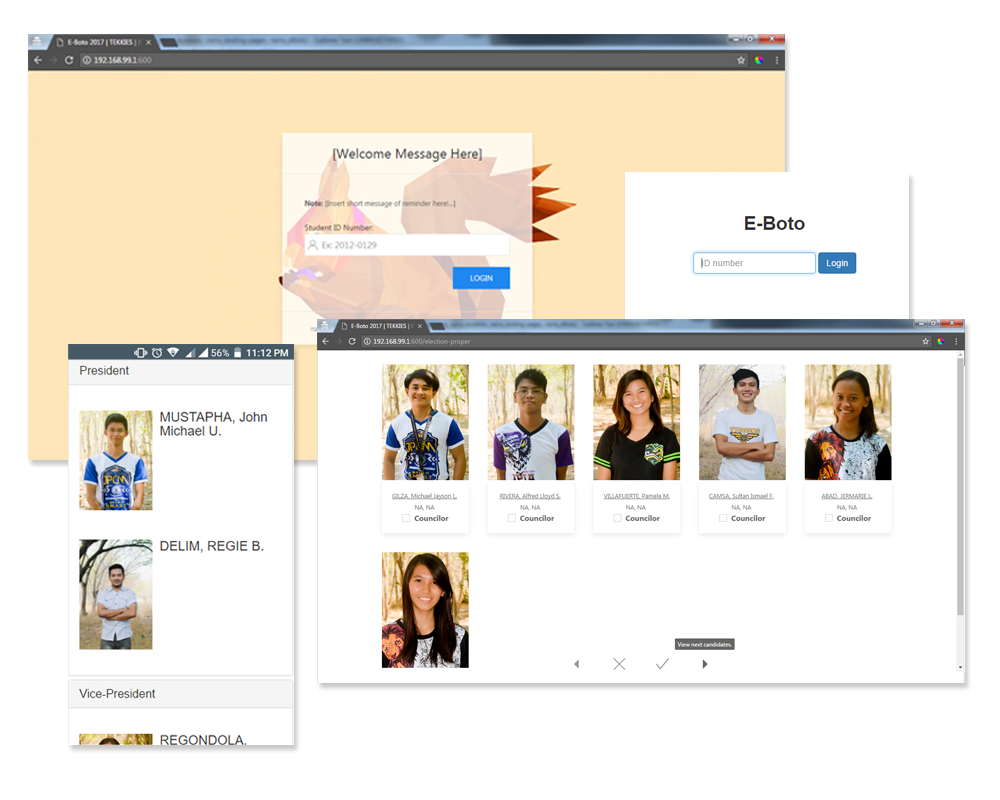 E-Boto 2017 | TEKKIES | E
192.168.99.1:600
[Welcome Message Here]
Note: [Insert short message of reminder here!...]
Student ID Number:
Ex: 2012-0129
LOGIN
E-Boto
ID number
Login
E-Boto 2017 | TEKKIES | E
192.168.99.1:600/election-proper
GILZA, Michael Jayson L.
NA, NA
Councilor
RIVERA, Alfred Lloyd S.
NA, NA
Councilor
VILLAFUERTE, Pamela M.
NA, NA
Councilor
CAMSA, Sultan Ismael F.
NA, NA
Councilor
ABAD, JERMARIE L.
NA, NA
Councilor
View next candidates.
56% 11:12 PM
President
MUSTAPHA, John
Michael U.
DELIM, REGIE B.
Vice-President
REGONDOLA,